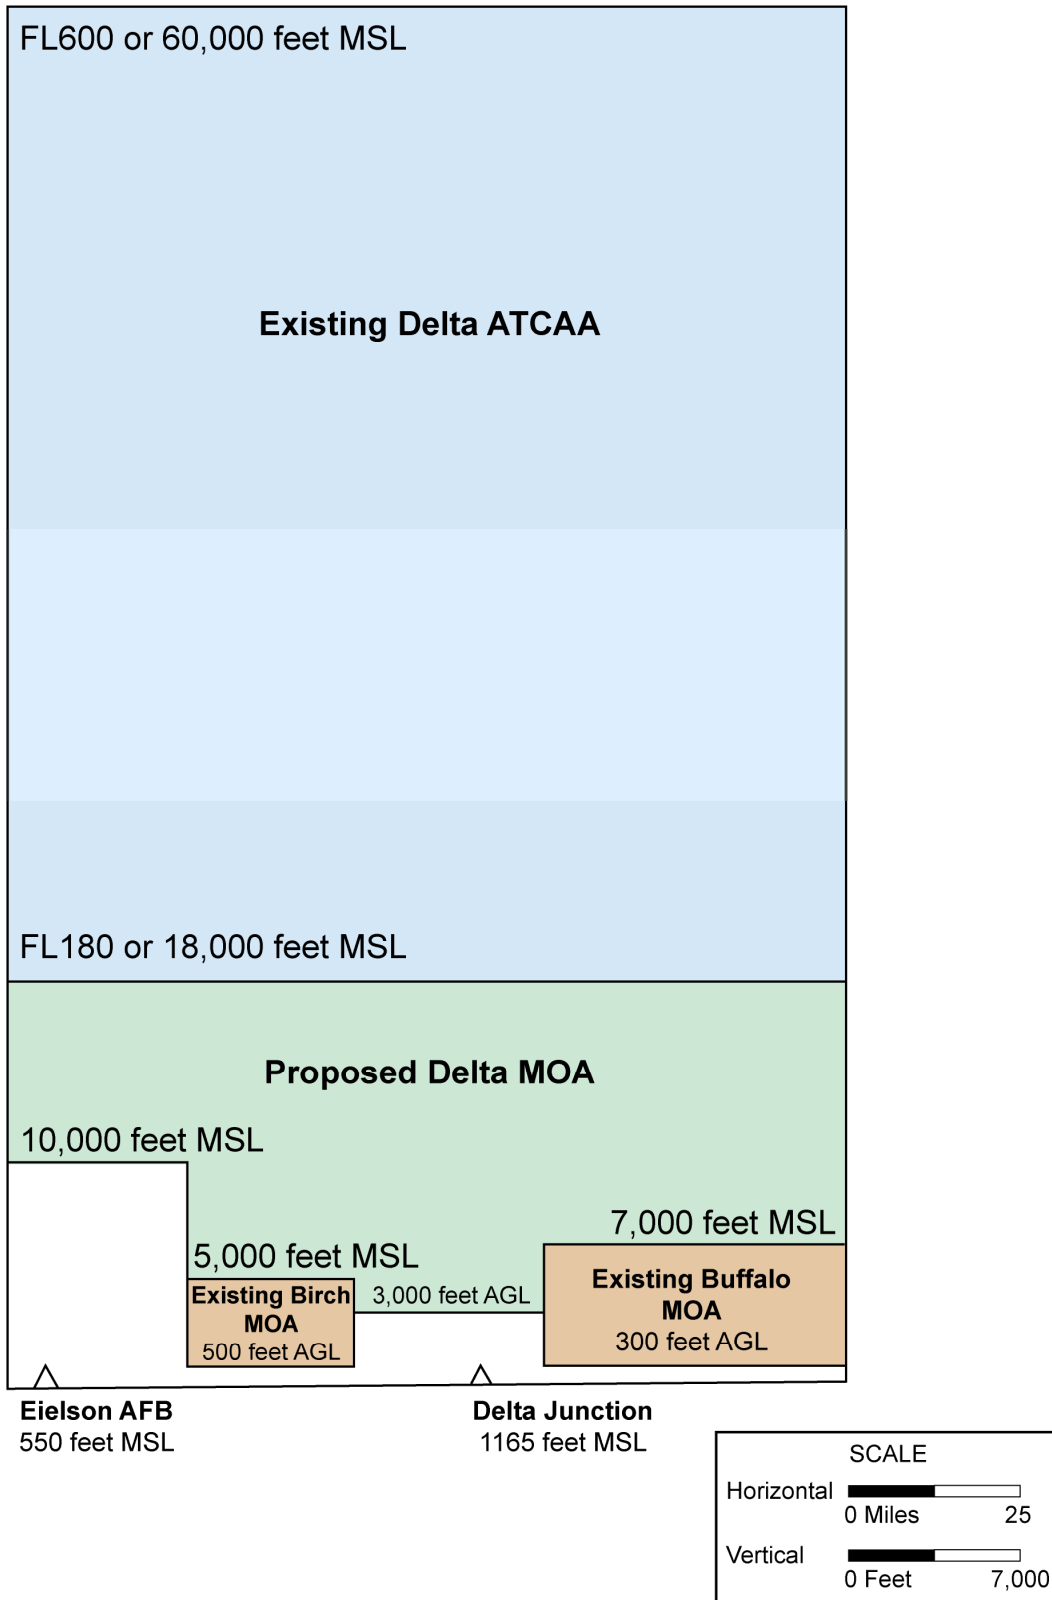 FL600 or 60,000 feet MSL
Existing Delta ATCAA
FL180 or 18,000 feet MSL
Proposed Delta MOA
10,000 feet MSL
7,000 feet MSL
5,000 feet MSL
Existing Birch
MOA
500 feet AGL
3,000 feet AGL
Existing Buffalo
MOA
300 feet AGL
Eielson AFB
550 feet MSL
Delta Junction
1165 feet MSL
SCALE
Horizontal
0 Miles 25
Vertical
0 Feet 7,000